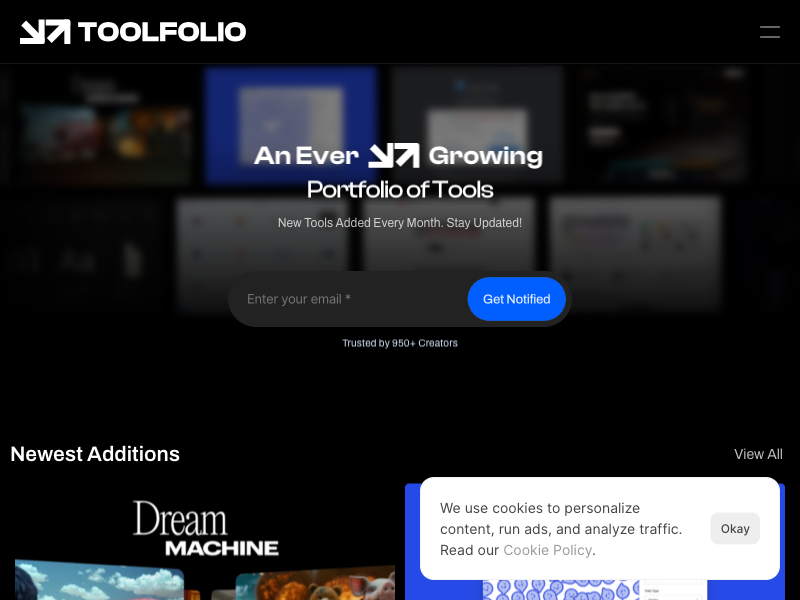 TOOLFOLIO
An Ever Growing
Portfolio of Tools
New Tools Added Every Month. Stay Updated!
Enter your email *
Get Notified
Trusted by 950+ Creators
Newest Additions
View All
Dream
MACHINE
We use cookies to personalize
content, run ads, and analyze traffic.
Read our Cookie Policy.
Okay